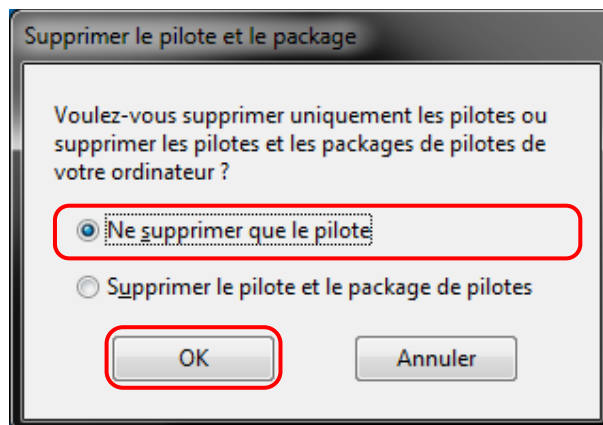 Supprimer le pilote et le package
Voulez-vous supprimer uniquement les pilotes ou
supprimer les pilotes et les packages de pilotes de
votre ordinateur ?
Ne supprimer que le pilote
Supprimer le pilote et le package de pilotes
OK
Annuler